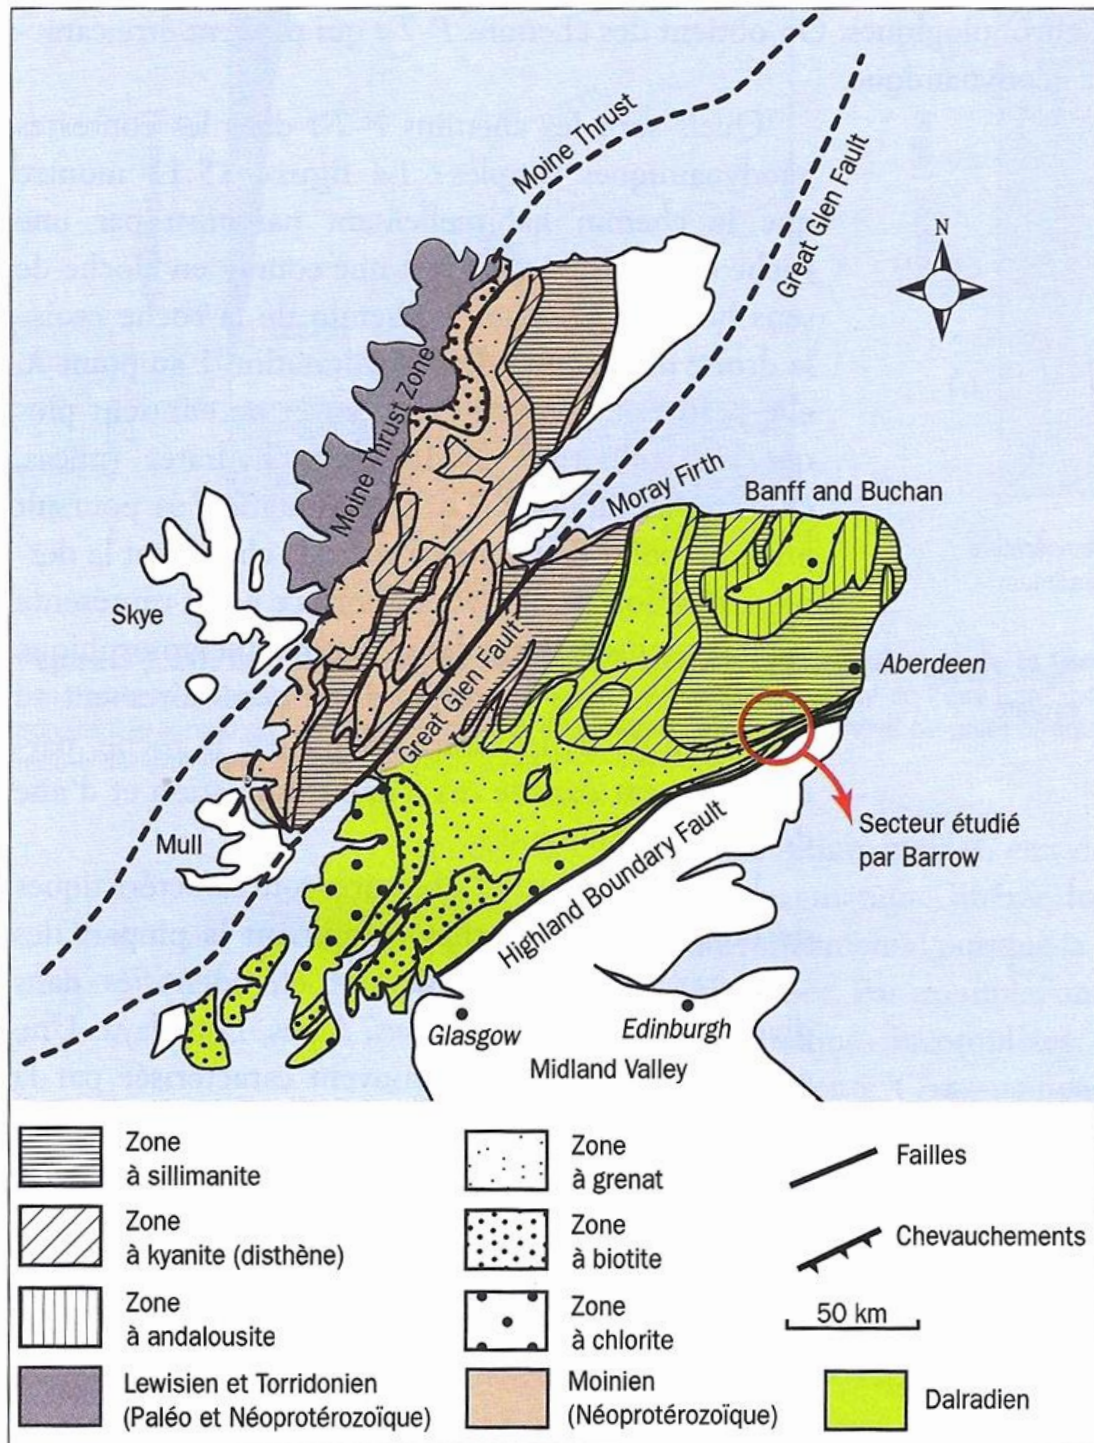 Moine Thrust
Great Glen Fault
N
Moine Thrust Zone
Moray Firth
Banff and Buchan
Skye
Great Glen Fault
Aberdeen
Mull
Secteur étudié
par Barrow
Highland Boundary Fault
Glasgow
Edinburgh
Midland Valley
Zone
à sillimanite
Zone
à grenat
Failles
Zone
à kyanite (disthène)
Zone
à biotite
Chevauchements
Zone
à andalousite
Zone
à chlorite
50 km
Lewisien et Torridonien
(Paléo et Néoprotérozoïque)
Moinien
(Néoprotérozoïque)
Dalradien